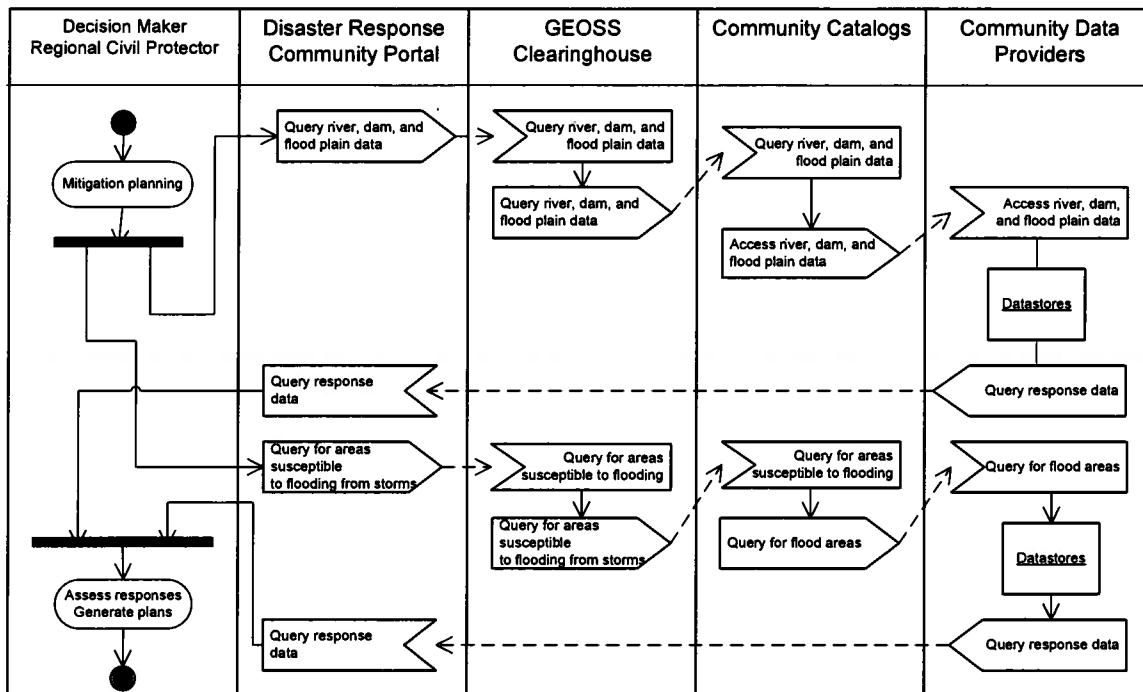 Decision Maker
Regional Civil Protector
Disaster Response
Community Portal
GEOSS
Clearinghouse
Community Catalogs
Community Data
Providers
Mitigation planning
Query river, dam, and
flood plain data
Query river, dam, and
flood plain data
Query river, dam, and
flood plain data
Query river, dam, and
flood plain data
Access river, dam, and
flood plain data
Access river, dam,
and flood plain data
Datastores
Query response data
Query response
data
Query for areas
susceptible
to flooding from storms
Query for areas
susceptible to flooding
Query for areas
susceptible
to flooding from storms
Query for areas
susceptible to flooding
Query for flood areas
Query for flood areas
Datastores
Query response data
Query response
data
Assess responses
Generate plans